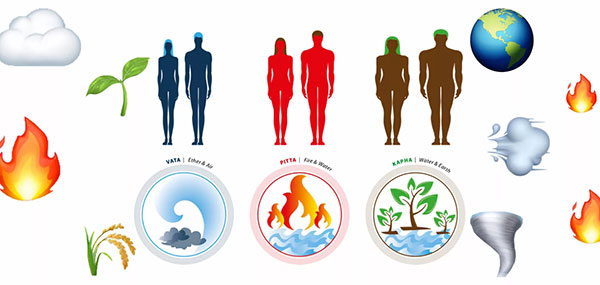 VATA | Ether & Air
PITTA | Fire & Water
KAPHA | Water & Earth